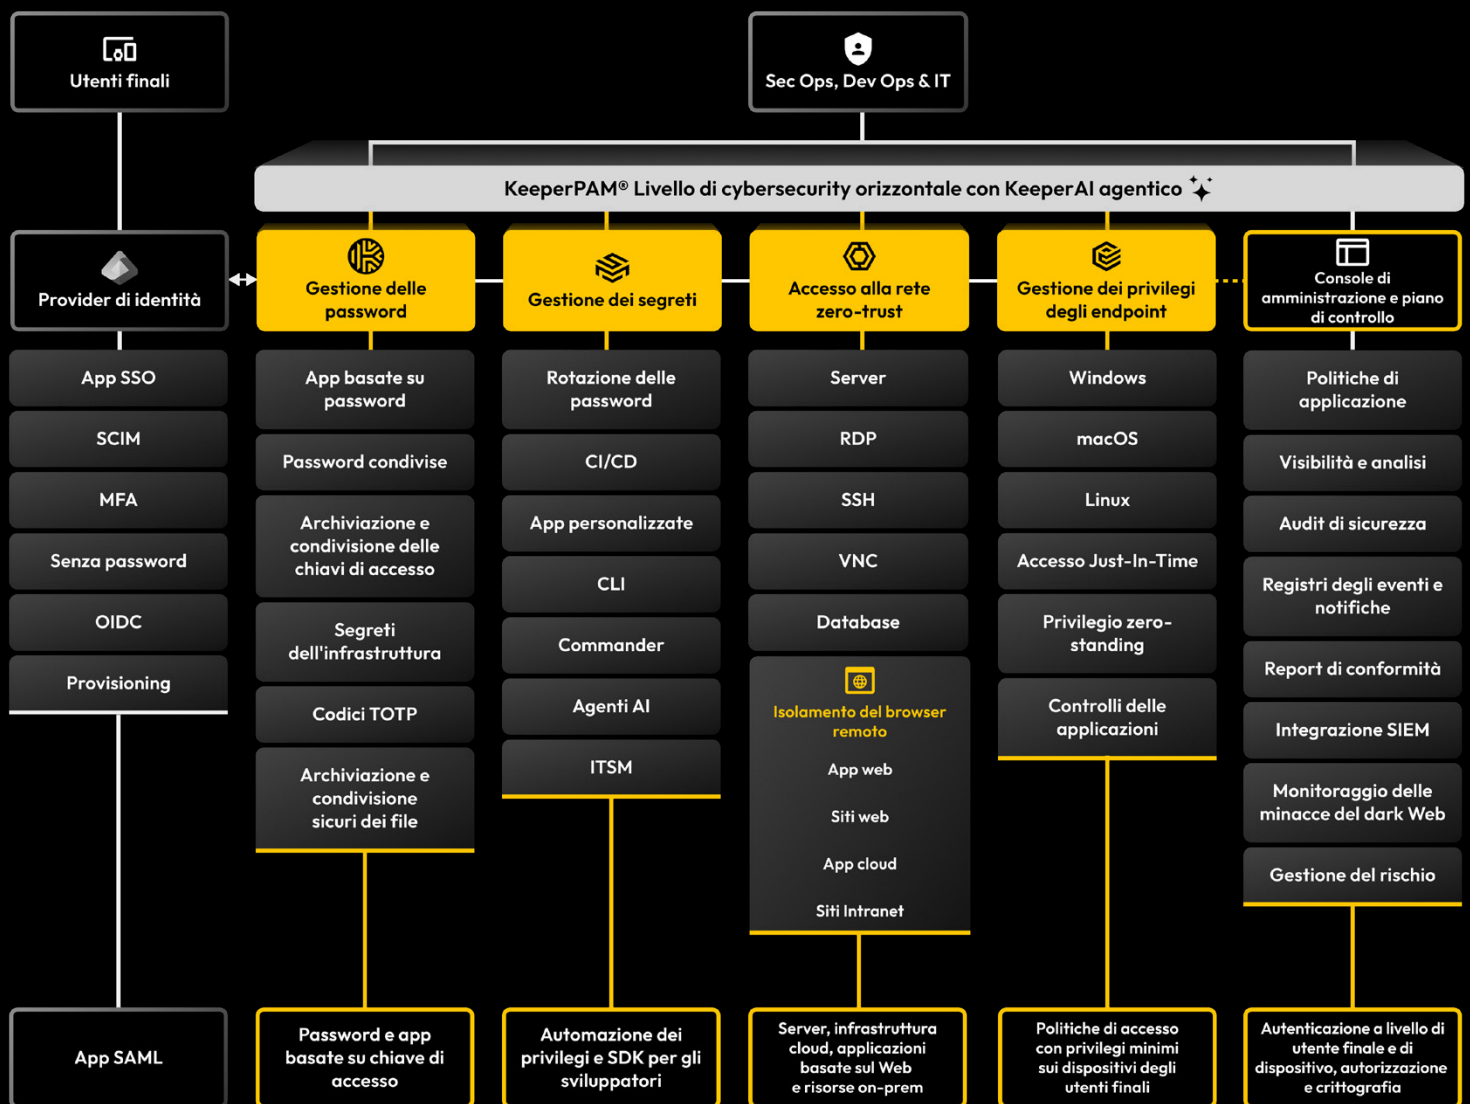 Utenti finali
Sec Ops, Dev Ops & IT
KeeperPAM® Livello di cybersecurity orizzontale con KeeperAI agentico
Provider di identità
App SSO
SCIM
MFA
Senza password
OIDC
Provisioning
App SAML
Gestione delle
password
App basate su
password
Password condivise
Archiviazione e
condivisione delle
chiavi di accesso
Segreti
dell'infrastruttura
Codici TOTP
Archiviazione e
condivisione
sicuri dei file
Password e app
basate su chiave di
accesso
Gestione dei segreti
Rotazione delle
password
CI/CD
App personalizzate
CLI
Commander
Agenti AI
ITSM
Automazione dei
privilegi e SDK per gli
sviluppatori
Accesso alla rete
zero-trust
Server
RDP
SSH
VNC
Database
Isolamento del browser
remoto
App web
Siti web
App cloud
Siti Intranet
Server, infrastruttura
cloud, applicazioni
basate sul Web
e risorse on-prem
Gestione dei privilegi
degli endpoint
Windows
macOS
Linux
Accesso Just-In-Time
Privilegio zero-
standing
Controlli delle
applicazioni
Politiche di accesso
con privilegi minimi
sui dispositivi degli
utenti finali
Console di
amministrazione e piano
di controllo
Politiche di
applicazione
Visibilità e analisi
Audit di sicurezza
Registri degli eventi e
notifiche
Report di conformità
Integrazione SIEM
Monitoraggio delle
minacce del dark Web
Gestione del rischio
Autenticazione a livello di
utente finale e di
dispositivo, autorizzazione
e crittografia